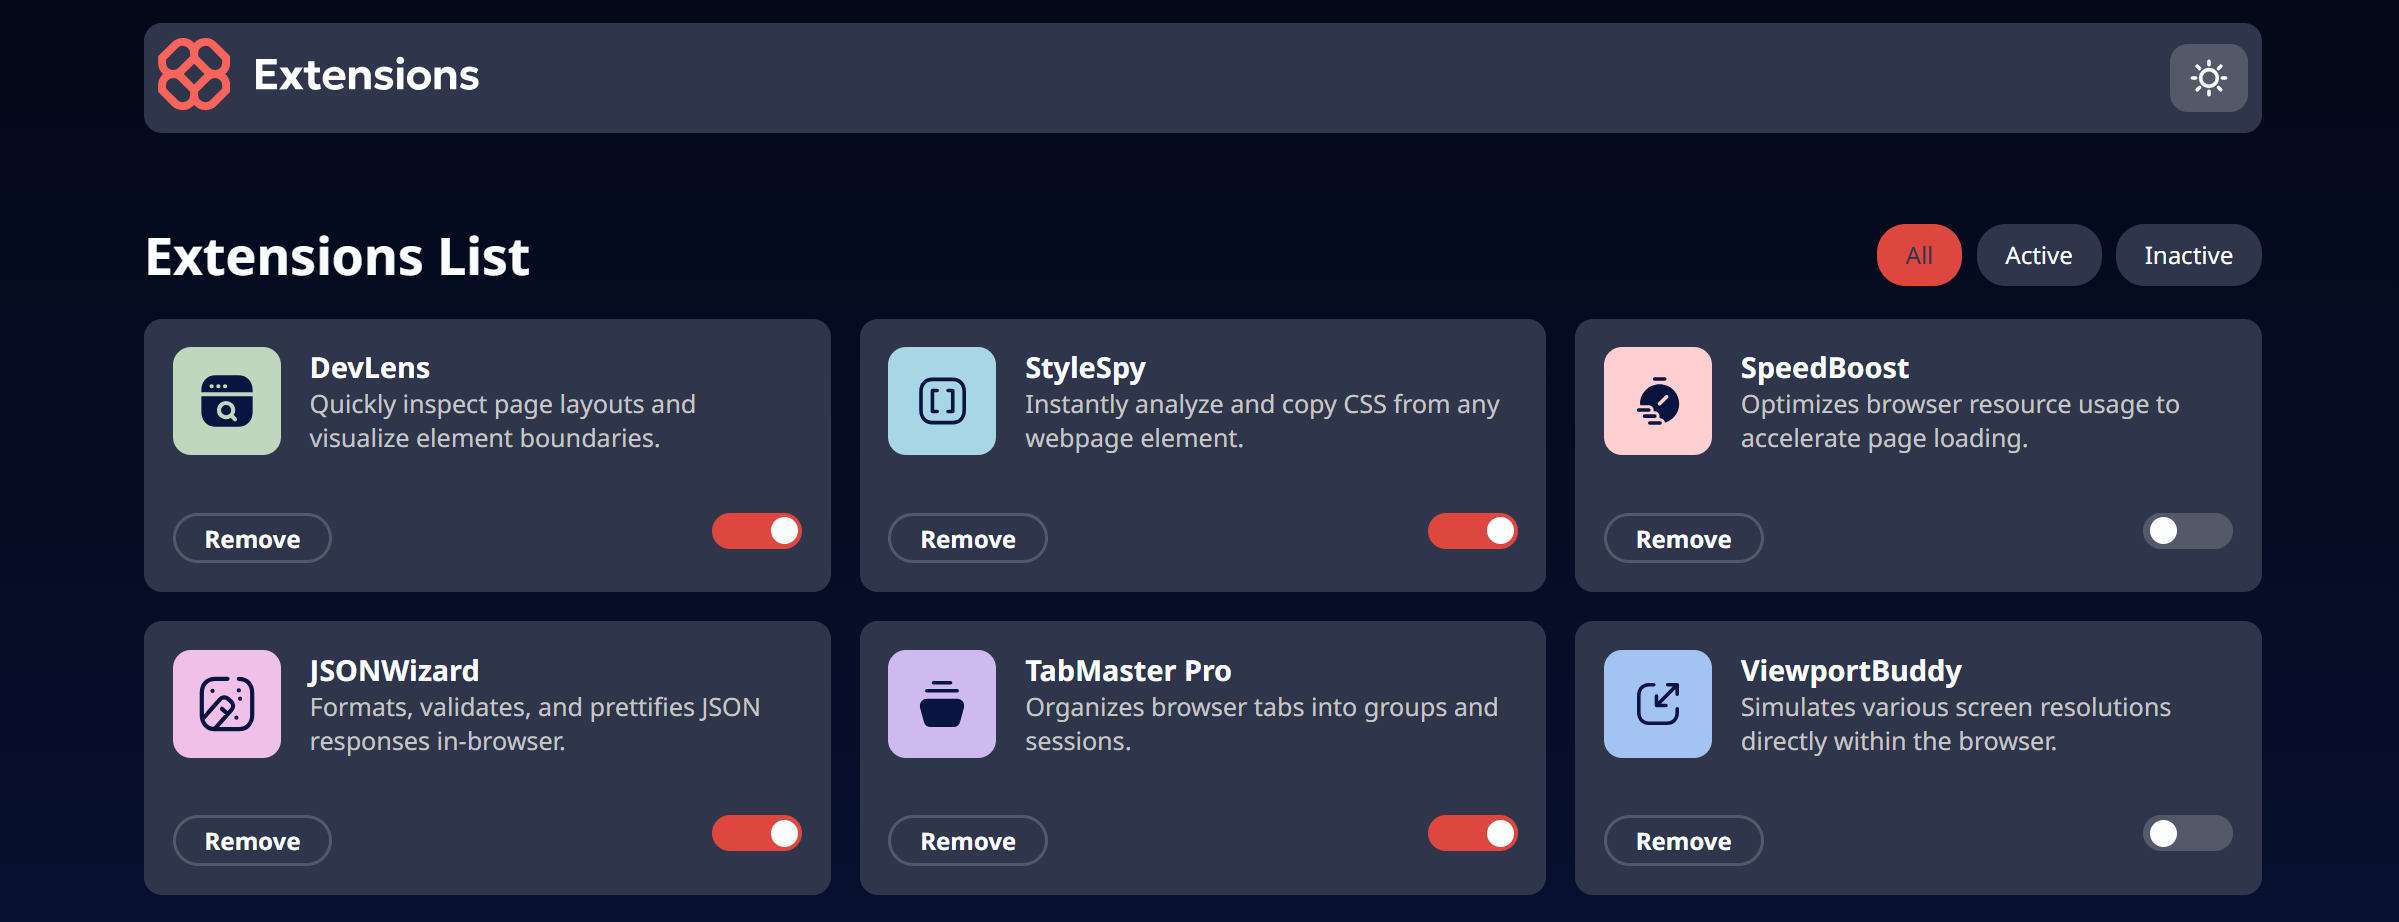 Extensions
Extensions List
All
Active
Inactive
DevLens
Quickly inspect page layouts and
visualize element boundaries.
Remove
StyleSpy
Instantly analyze and copy CSS from any
webpage element.
Remove
SpeedBoost
Optimizes browser resource usage to
accelerate page loading.
Remove
JSONWizard
Formats, validates, and prettifies JSON
responses in-browser.
Remove
TabMaster Pro
Organizes browser tabs into groups and
sessions.
Remove
ViewportBuddy
Simulates various screen resolutions
directly within the browser.
Remove